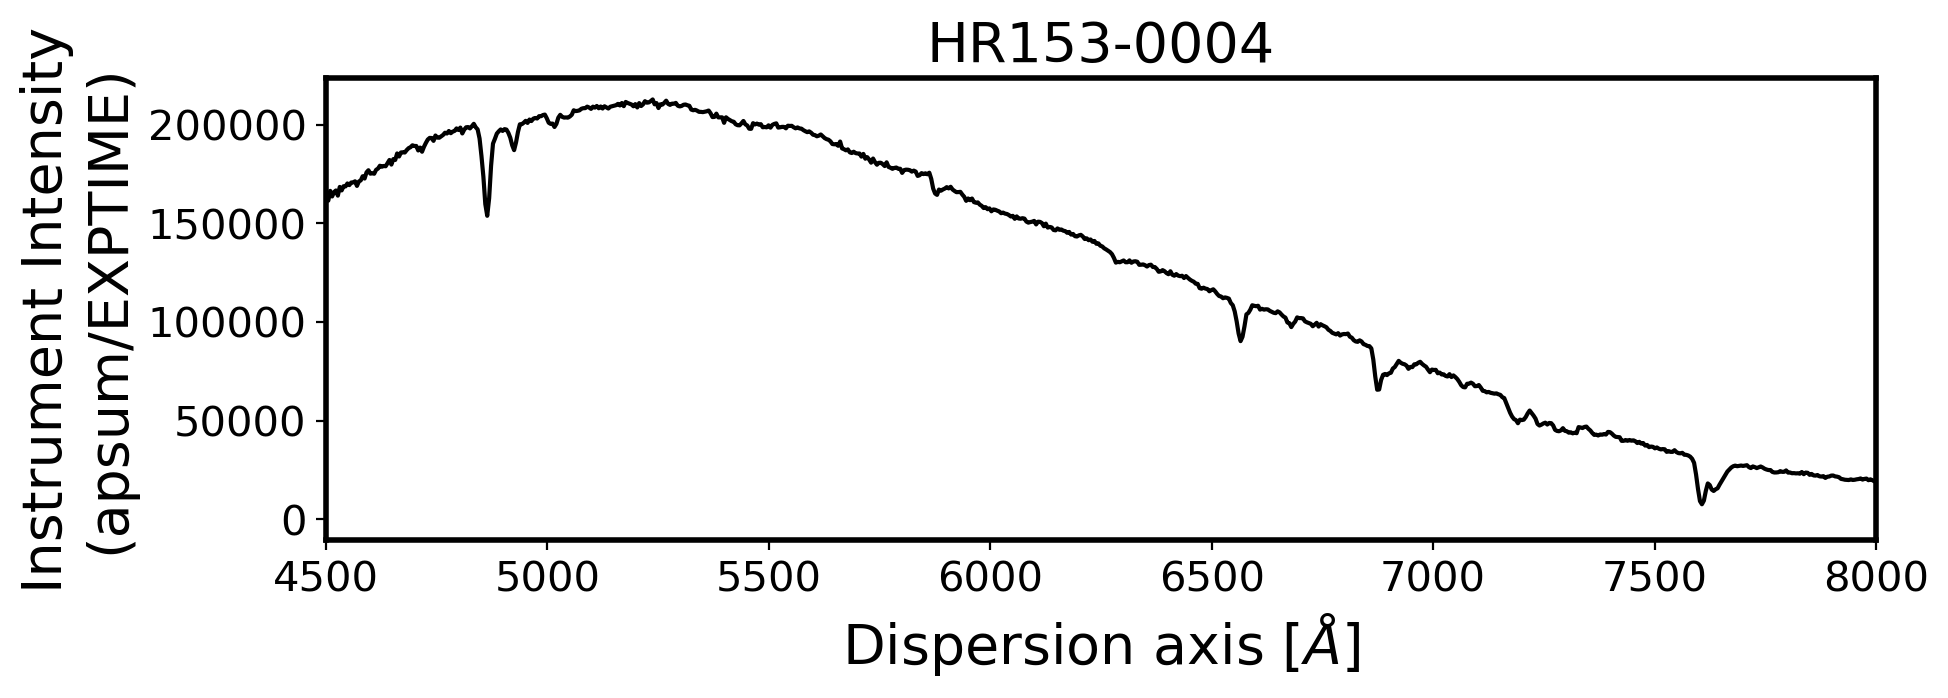 HR153-0004
Instrument Intensity
(apsum/EXPTIME)
200000
150000
100000
50000
0
4500 5000 5500 6000 6500 7000 7500 8000
Dispersion axis [Å]